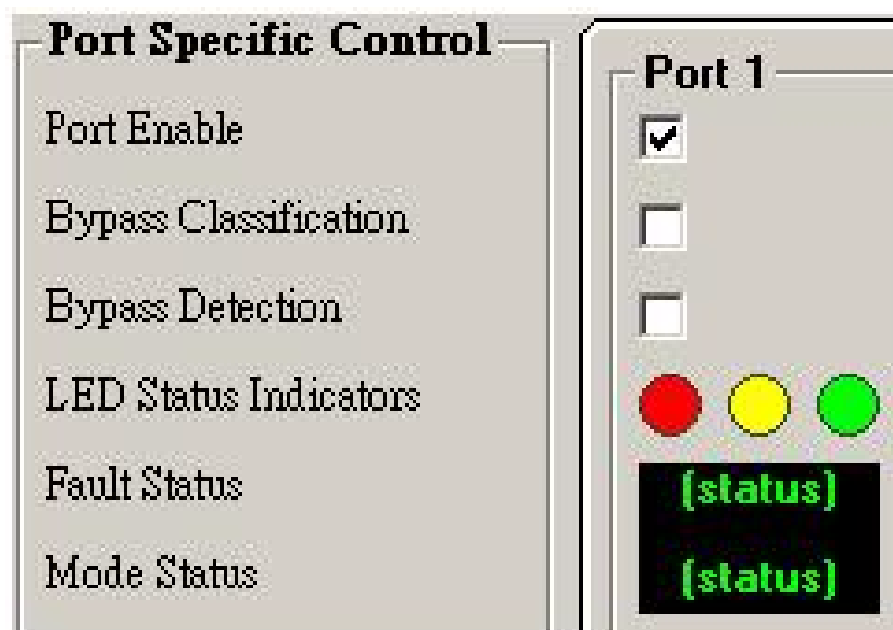 Port Specific Control
Port 1
Port Enable
Bypass Classification
Bypass Detection
LED Status Indicators
Fault Status
(status)
Mode Status
(status)